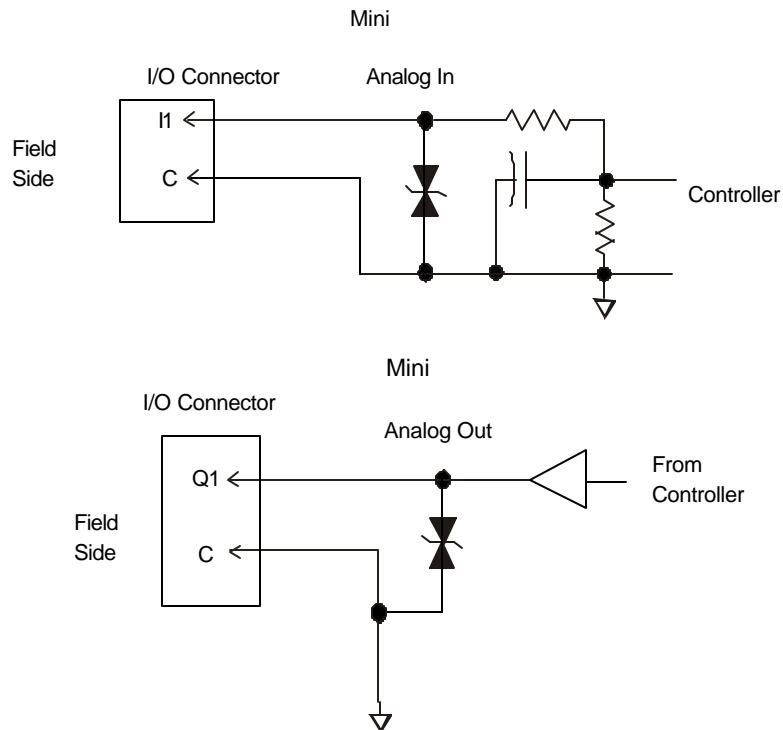 Mini
I/O Connector
Analog In
I1
Field
Side
C
Controller
Mini
I/O Connector
Analog Out
Q1
From
Controller
Field
Side
C